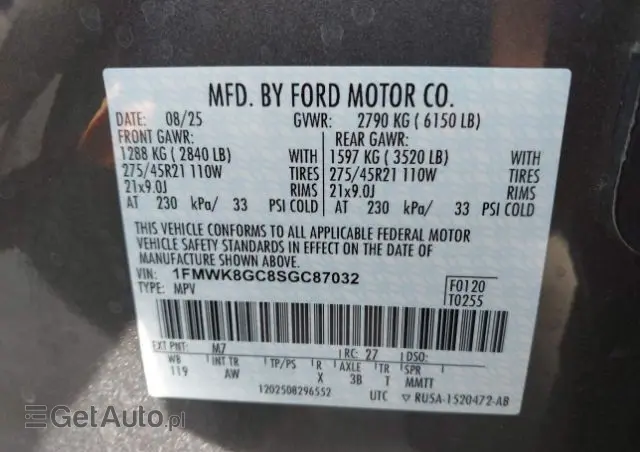 MFD. BY FORD MOTOR CO.
DATE: 08/25 GVWR: 2790 KG ( 6150 LB)
FRONT GAWR: REAR GAWR:
1288 KG ( 2840 LB) WITH 1597 KG ( 3520 LB) WITH
275/45R21 110W TIRES 275/45R21 110W TIRES
21x9.0J RIMS 21x9.0J RIMS
AT 230 kPa/ 33 PSI COLD AT 230 kPa/ 33 PSI COLD
THIS VEHICLE CONFORMS TO ALL APPLICABLE FEDERAL MOTOR
VEHICLE SAFETY STANDARDS IN EFFECT ON THE DATE OF
MANUFACTURE SHOWN ABOVE.
VIN: 1FMWK8GC8SGC87032 F0120
TYPE: MPV T0255
EXT PNT: M7 RC: 27 DSO:
WB INT TR TP/PS R AXLE TR SPR
119 AW X 3B T MMTT
1202508296552 UTC ▽ RU5A-1520472-AB
GetAuto.pl